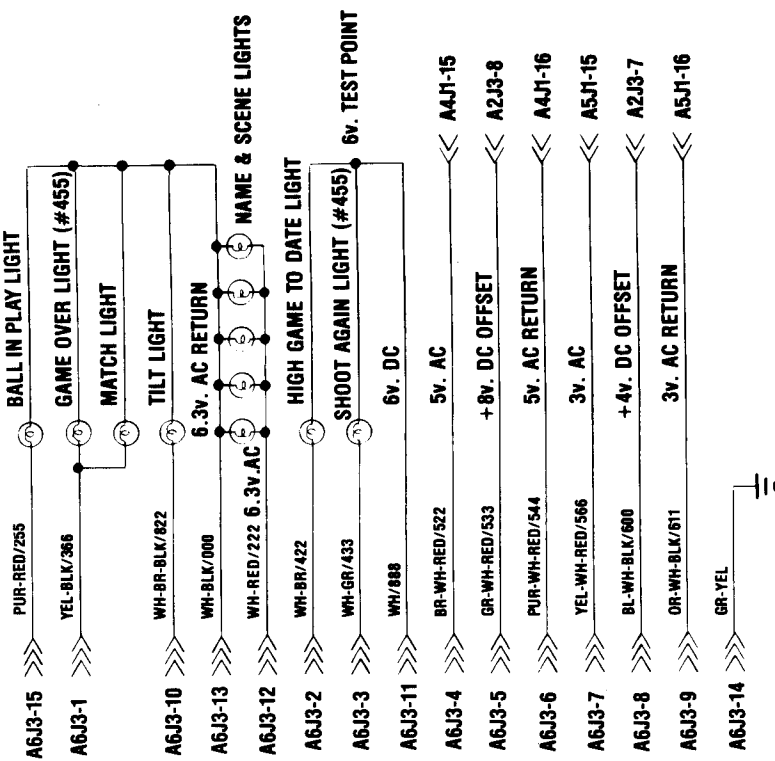 A6J3-15 PUR-RED/255 BALL IN PLAY LIGHT
A6J3-1 YEL-BLK/366 GAME OVER LIGHT (#455)
MATCH LIGHT
A6J3-10 WH-BR-BLK/822 TILT LIGHT
A6J3-13 WH-BLK/000 6.3v. AC RETURN
NAME & SCENE LIGHTS
A6J3-12 WH-RED/222 6.3v.AC
A6J3-2 WH-BR/422 HIGH GAME TO DATE LIGHT
A6J3-3 WH-GR/433 SHOOT AGAIN LIGHT (#455) 6v. TEST POINT
A6J3-11 WH/888 6v. DC
A6J3-4 BR-WH-RED/522 5v. AC A4J1-15
A6J3-5 GR-WH-RED/533 +8v. DC OFFSET A2J3-8
A6J3-6 PUR-WH-RED/544 5v. AC RETURN A4J1-16
A6J3-7 YEL-WH-RED/566 3v. AC A5J1-15
A6J3-8 BL-WH-BLK/600 +4v. DC OFFSET A2J3-7
A6J3-9 OR-WH-BLK/611 3v. AC RETURN A5J1-16
A6J3-14 GR-YEL